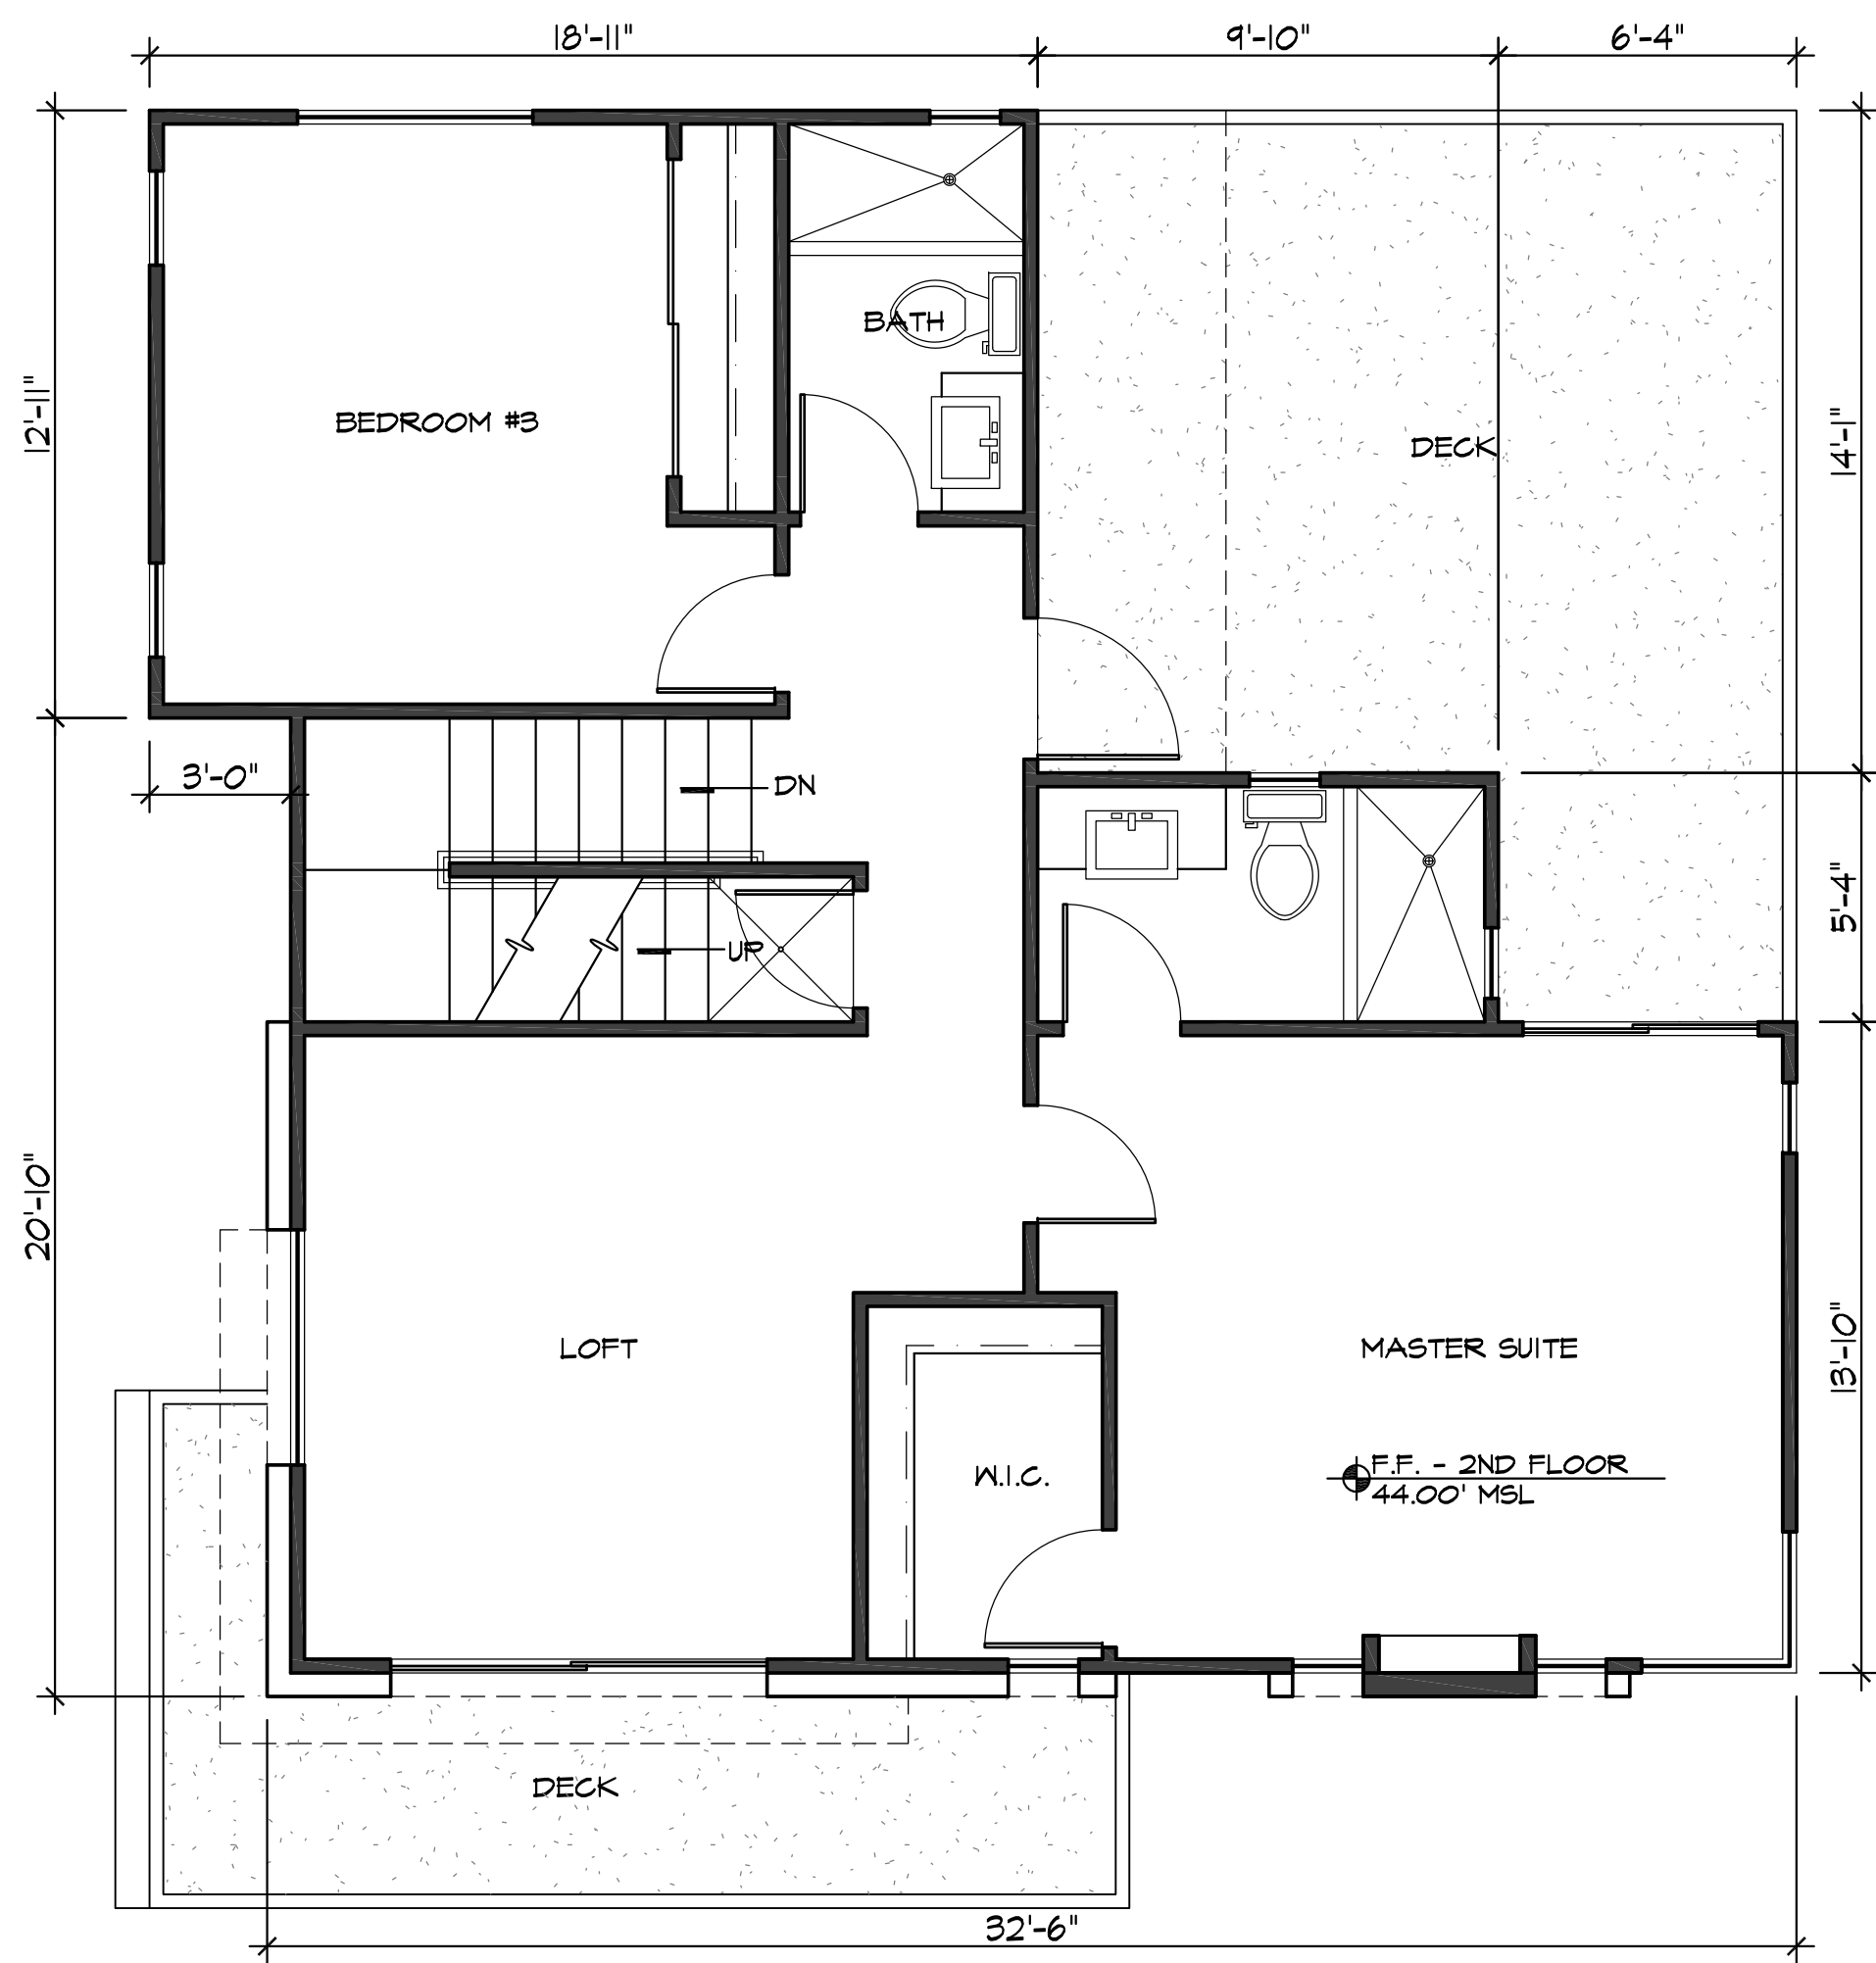 18'-11"
9'-10"
6'-4"
12'-11"
14'-1"
BATH
BEDROOM #3
DECK
3'-0"
DN
UP
5'-4"
20'-10"
13'-10"
LOFT
MASTER SUITE
W.I.C.
F.F. - 2ND FLOOR
44.00' MSL
DECK
32'-6"